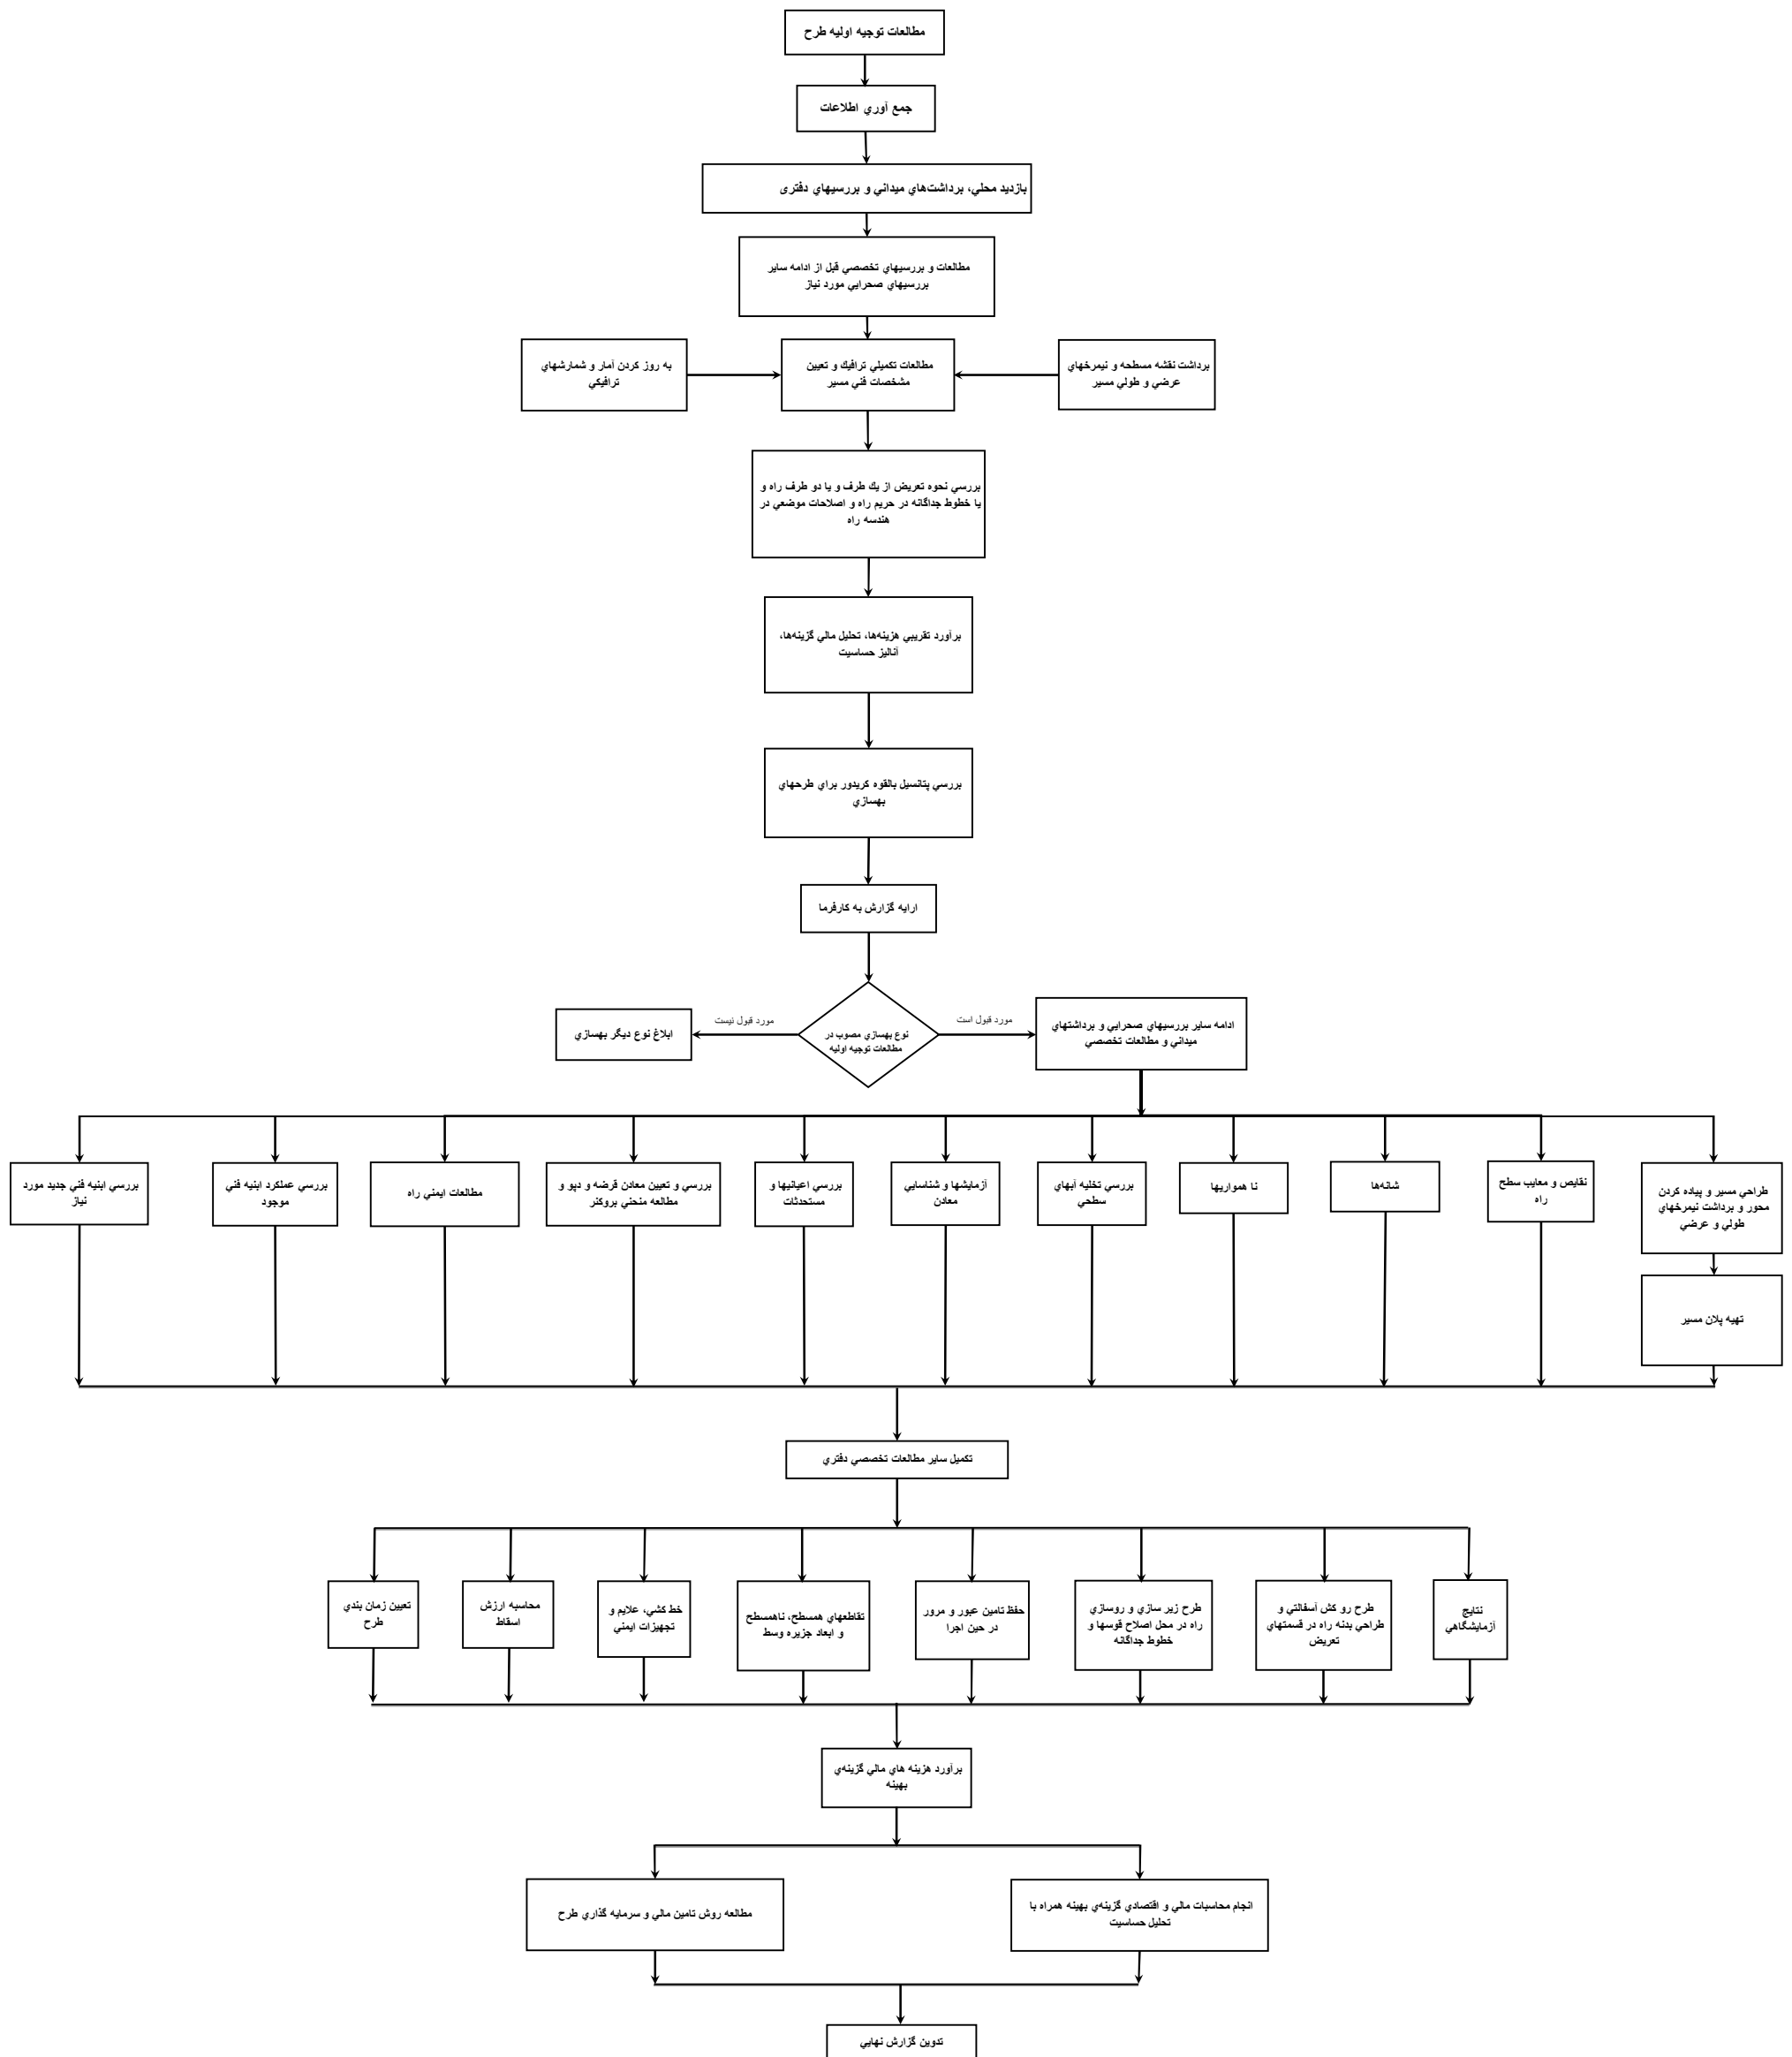 مطالعات توجيه اوليه طرح
جمع آوري اطلاعات
بازديد محلي، برداشت‌هاي ميداني و بررسيهاي دفتری
مطالعات و بررسيهاي تخصصي قبل از ادامه ساير
بررسيهاي صحرايي مورد نياز
برداشت نقشه مسطحه و نيمرخهاي
عرضي و طولي مسير
مطالعات تكميلي ترافيك و تعيين
مشخصات فني مسير
به روز كردن آمار و شمارشهاي
ترافيكي
بررسي نحوه تعريض از يك طرف و يا دو طرف راه و
يا خطوط جداگانه در حريم راه و اصلاحات موضعي در
هندسه راه
برآورد تقريبي هزينه‌ها، تحليل مالي گزينه‌ها،
آناليز حساسيت
بررسي پتانسيل بالقوه كريدور براي طرحهاي
بهسازي
ارايه گزارش به كارفرما
ادامه ساير بررسيهاي صحرايي و برداشتهاي
ميداني و مطالعات تخصصي
مورد قبول است
نوع بهسازي مصوب در
مطالعات توجيه اوليه
مورد قبول نيست
ابلاغ نوع ديگر بهسازي
طراحي مسير و پياده كردن
محور و برداشت نيمرخهاي
طولي و عرضي
تهيه پلان مسير
نقايص و معايب سطح
راه
شانه‌ها
نا همواريها
بررسي تخليه آبهاي
سطحي
آزمايشها و شناسايي
معادن
بررسي اعيانيها و
مستحدثات
بررسي و تعيين معادن قرضه و دپو و
مطالعه منحني بروكنر
مطالعات ايمني راه
بررسي عملكرد ابنيه فني
موجود
بررسي ابنيه فني جديد مورد
نياز
تكميل ساير مطالعات تخصصي دفتري
نتايج
آزمايشگاهي
طرح رو كش آسفالتي و
طراحي بدنه راه در قسمتهاي
تعريض
طرح زير سازي و روسازي
راه در محل اصلاح قوسها و
خطوط جداگانه
حفظ تامين عبور و مرور
در حين اجرا
تقاطعهاي همسطح، ناهمسطح
و ابعاد جزيره وسط
خط كشي، علايم و
تجهيزات ايمني
محاسبه ارزش
اسقاط
تعيين زمان بندي
طرح
برآورد هزينه هاي مالي گزينه‌ي
بهينه
انجام محاسبات مالي و اقتصادي گزينه‌ي بهينه همراه با
تحليل حساسيت
مطالعه روش تامين مالي و سرمايه گذاري طرح
تدوين گزارش نهايي